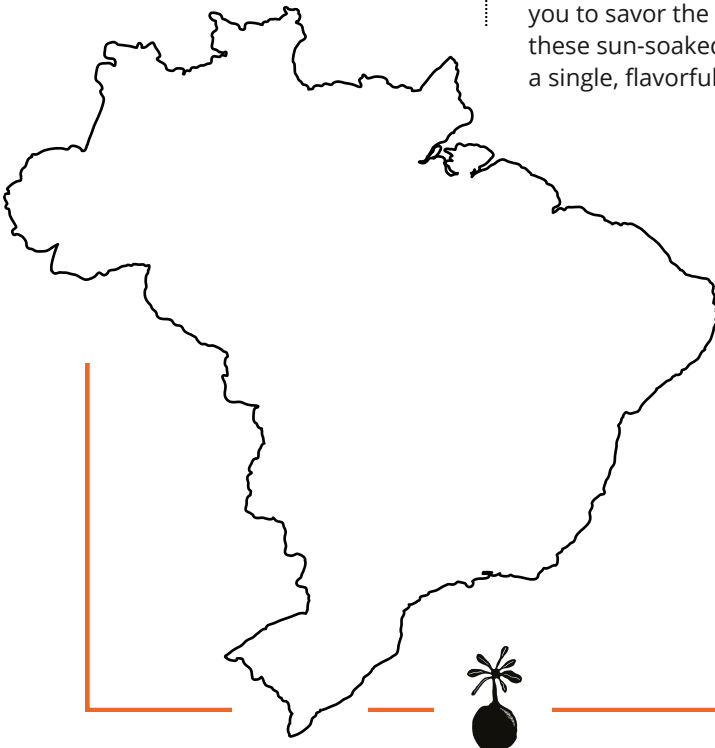 you to savor the
these sun-soaked
a single, flavorful